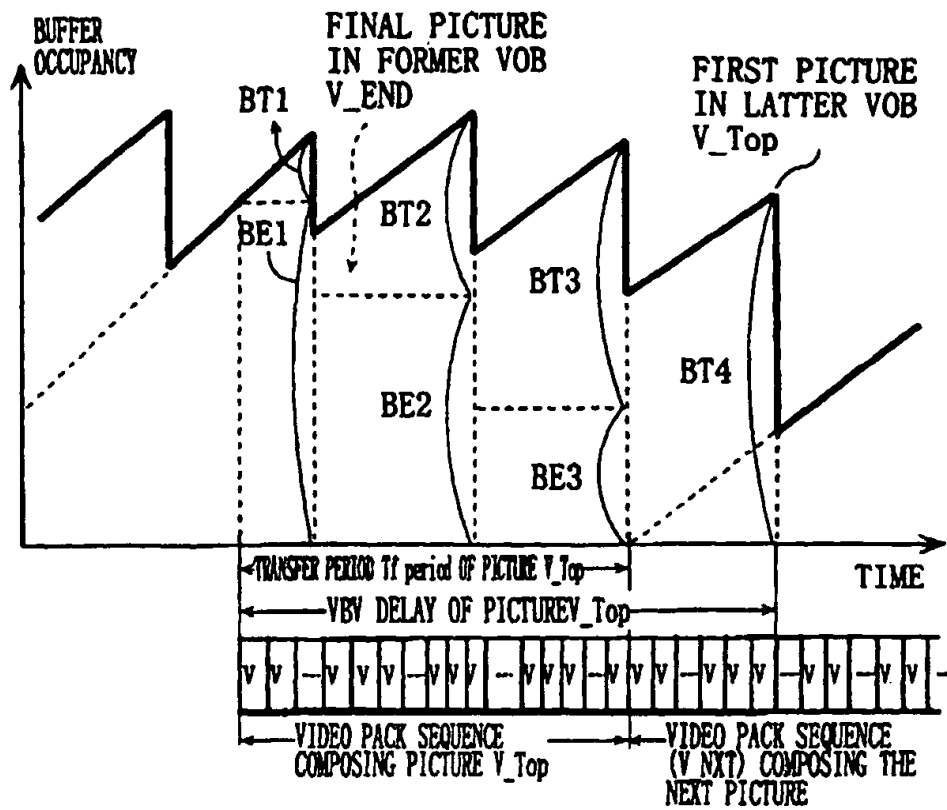 BUFFER
OCCUPANCY
FINAL PICTURE
IN FORMER VOB
V_END
FIRST PICTURE
IN LATTER VOB
V_Top
BT1
BE1
BT2
BT3
BE2
BT4
BE3
TRANSFER PERIOD Tf period OF PICTURE V_Top
TIME
VBV DELAY OF PICTUREV_Top
V V --- V V V --- V V V --- V V V --- V V V --- V V V --- V V --- V V ---
VIDEO PACK SEQUENCE
COMPOSING PICTURE V_Top
VIDEO PACK SEQUENCE
(V NXT) COMPOSING THE
NEXT PICTURE